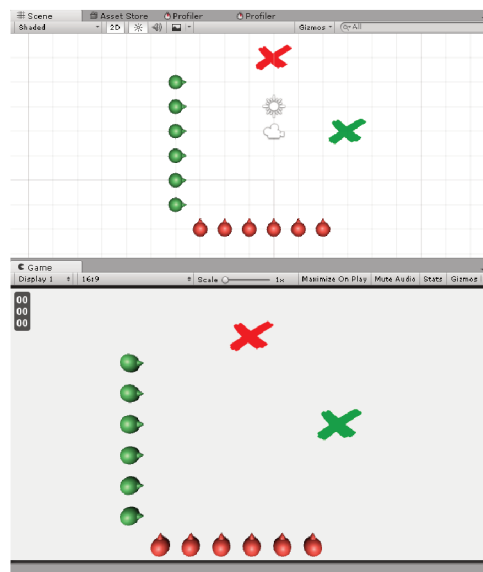 Scene Asset Store Profiler Profiler
Shaded 2D Gizmos All
Game
Display 1 16:9 Scale 1x Maximize On Play Mute Audio Stats Gizmos
00
00
00